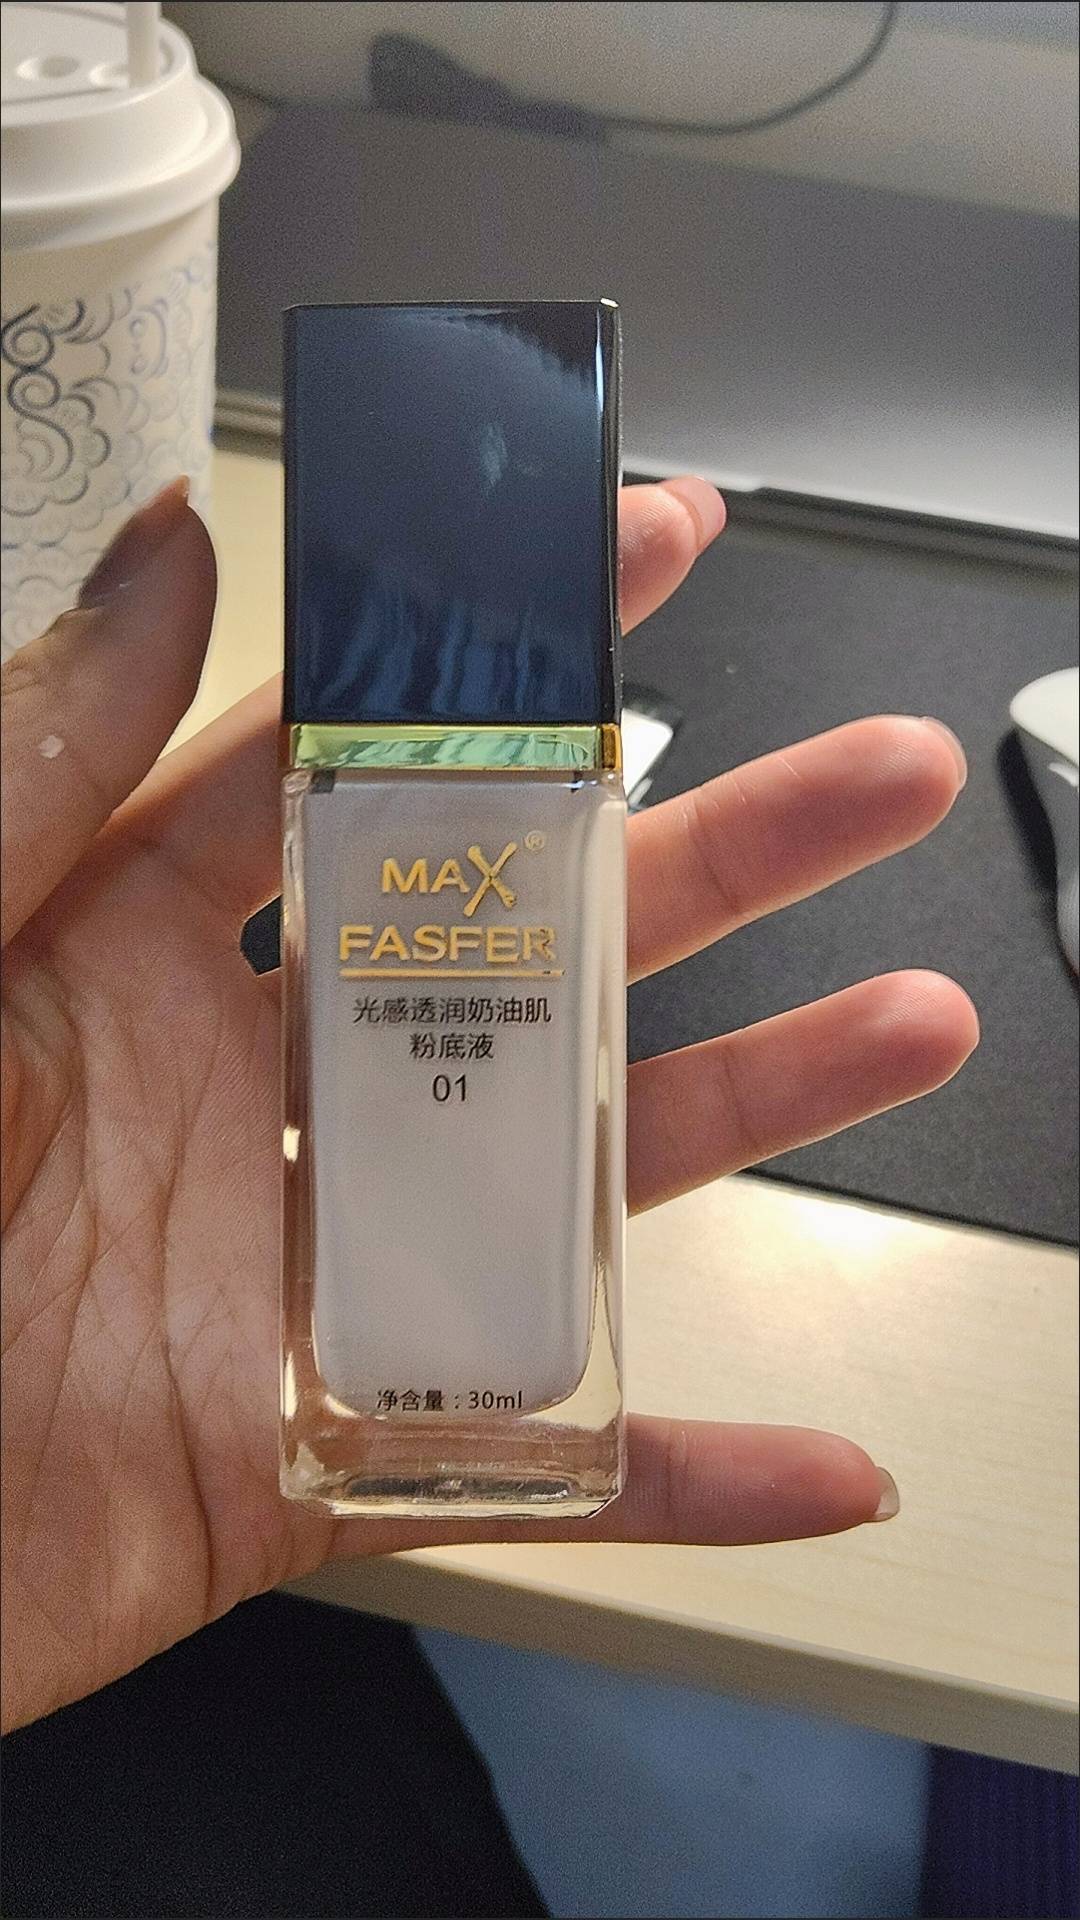 MAX®
FASFER
光感透润奶油肌
粉底液
01
净含量：30ml